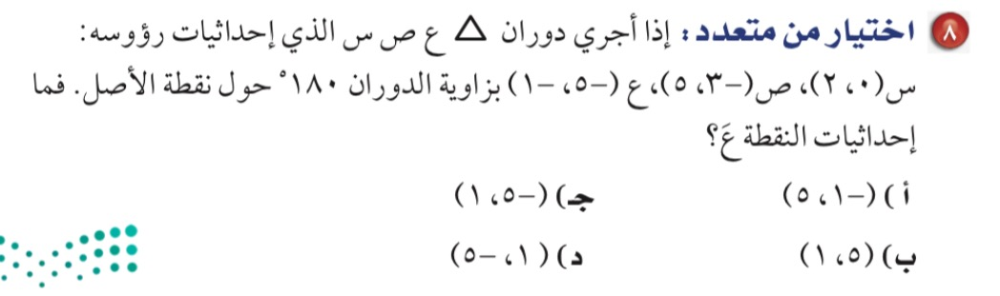 ٨ اختيار من متعدد: إذا أجري دوران △ ع ص س الذي إحداثيات رؤوسه:
س(٠، ٢)، ص(−٣، ٥)، ع (−٥، −١) بزاوية الدوران ١٨٠° حول نقطة الأصل. فما
إحداثيات النقطة عَ؟
أ) (−١، ٥) جـ) (−٥، ١)
ب) (٥، ١) د) (١، −٥)